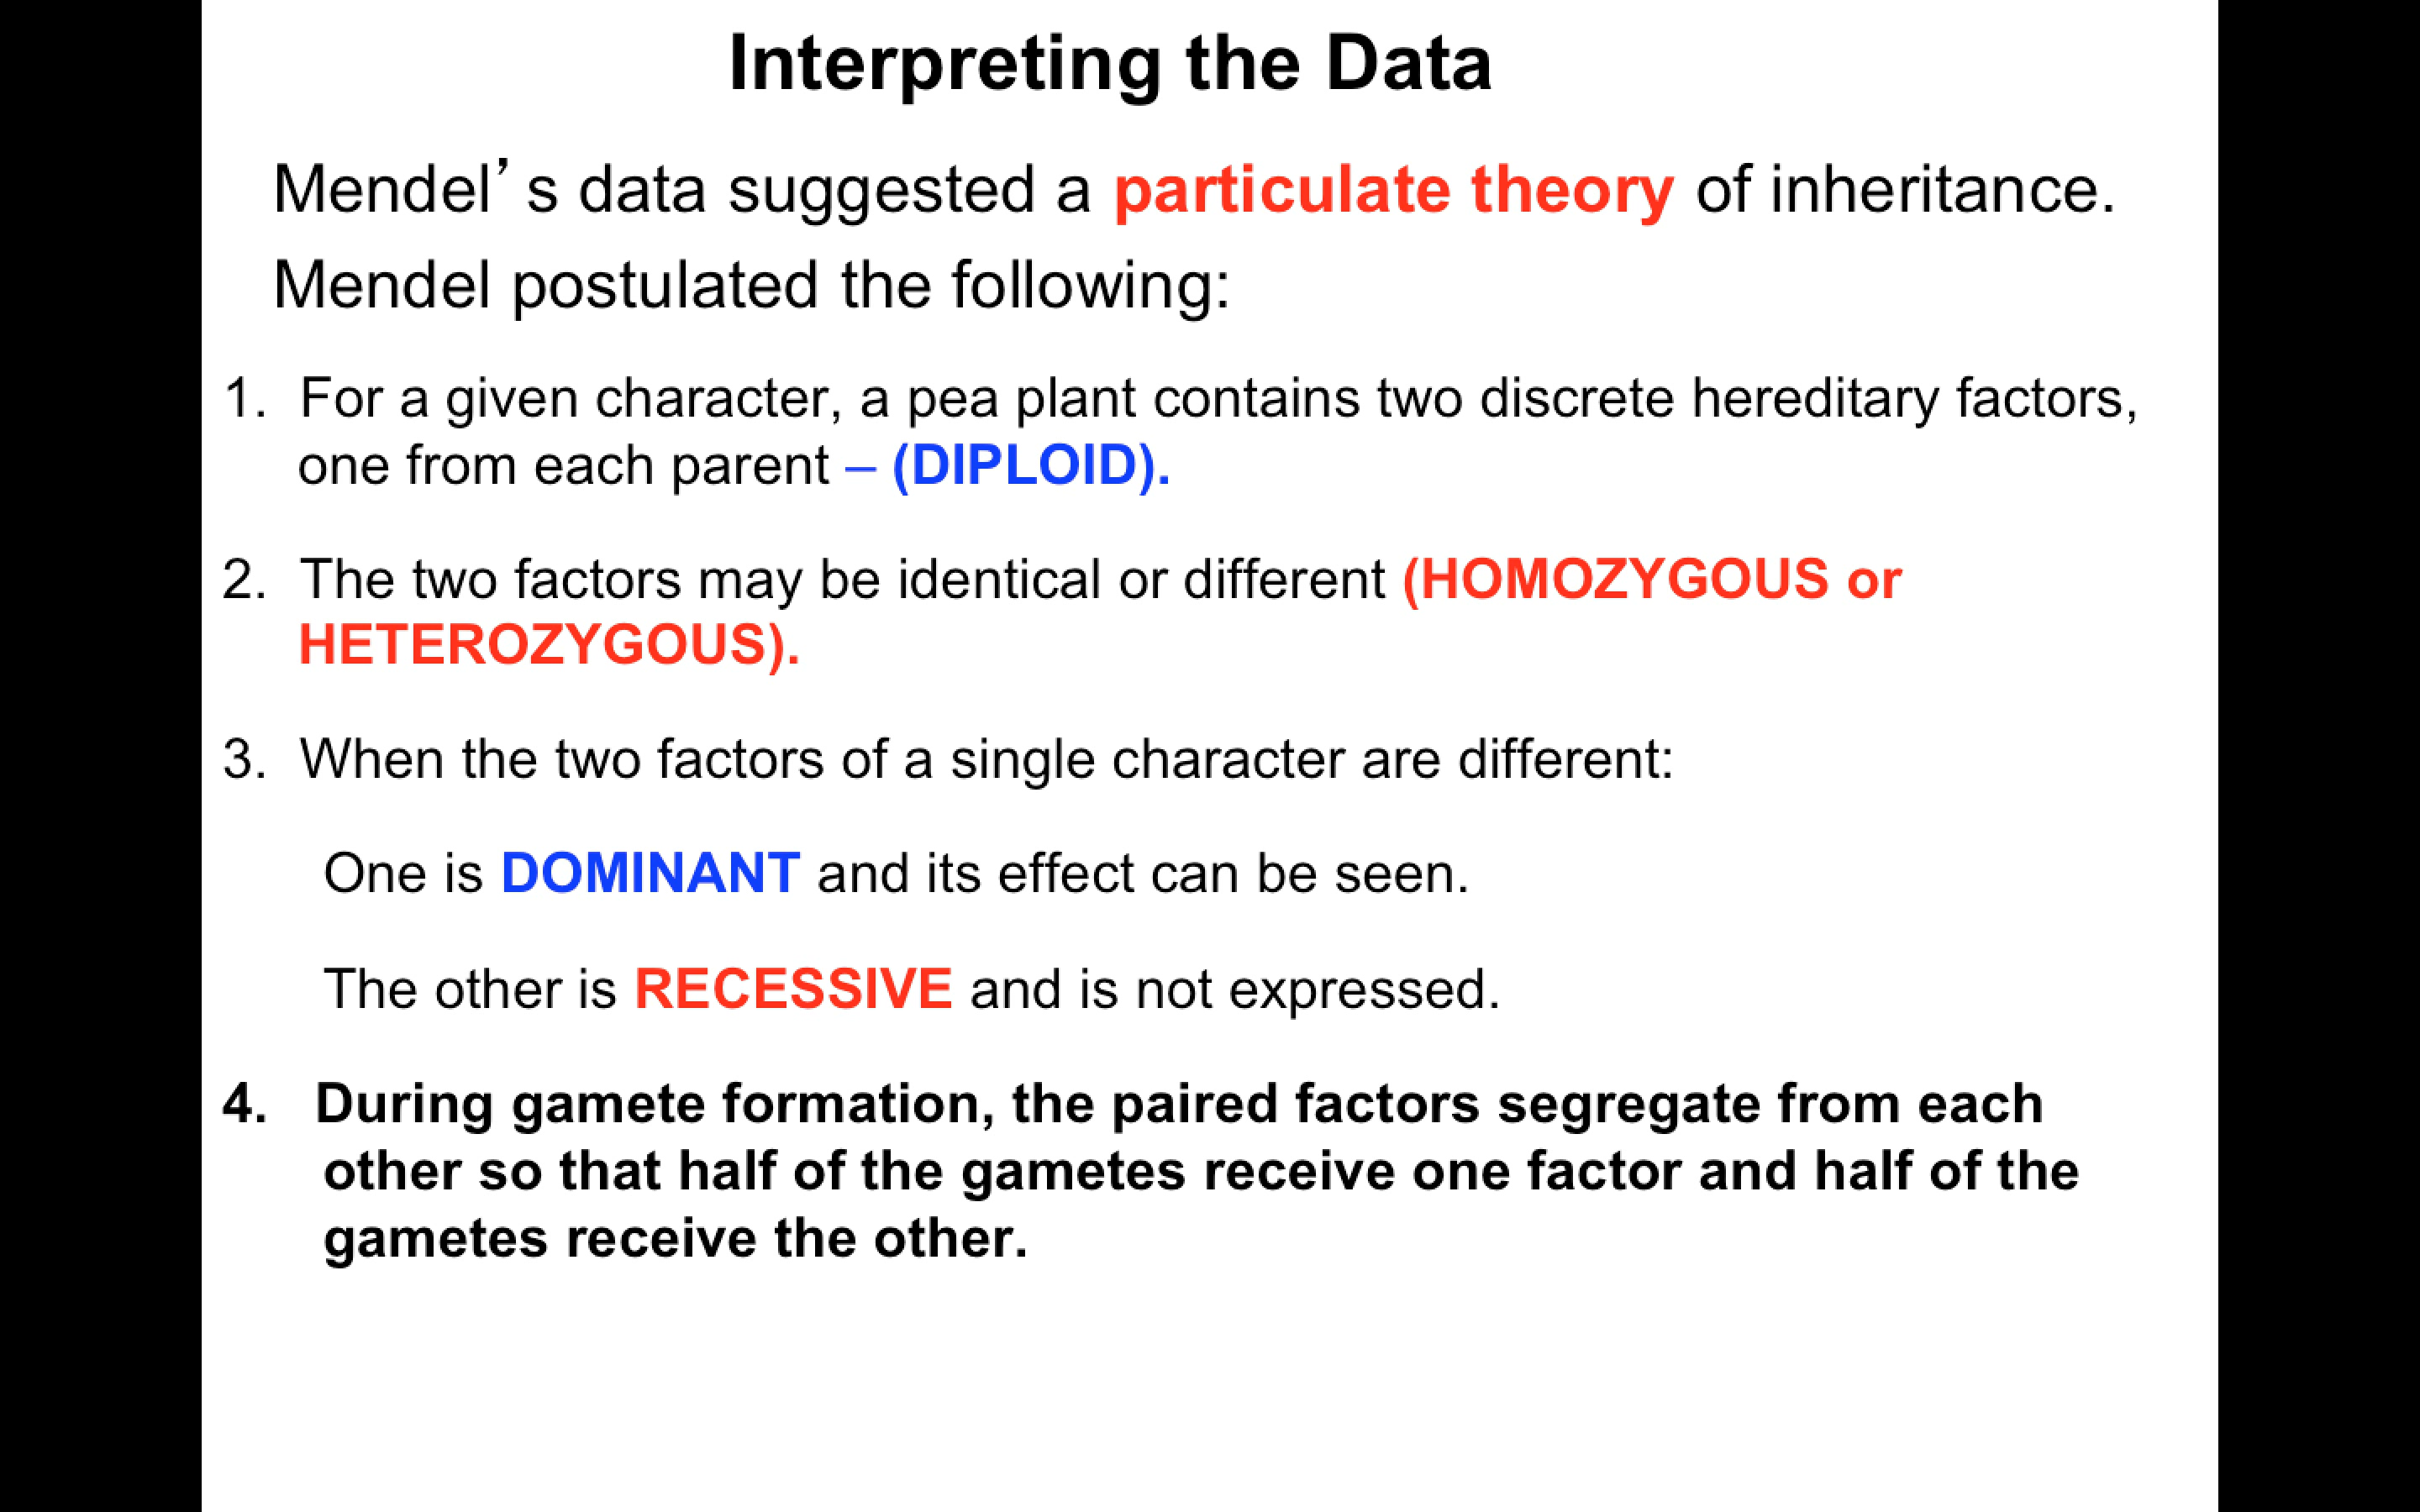 Interpreting the Data
Mendel’s data suggested a particulate theory of inheritance.
Mendel postulated the following:
1. For a given character, a pea plant contains two discrete hereditary factors,
one from each parent – (DIPLOID).
2. The two factors may be identical or different (HOMOZYGOUS or
HETEROZYGOUS).
3. When the two factors of a single character are different:
One is DOMINANT and its effect can be seen.
The other is RECESSIVE and is not expressed.
4. During gamete formation, the paired factors segregate from each
other so that half of the gametes receive one factor and half of the
gametes receive the other.